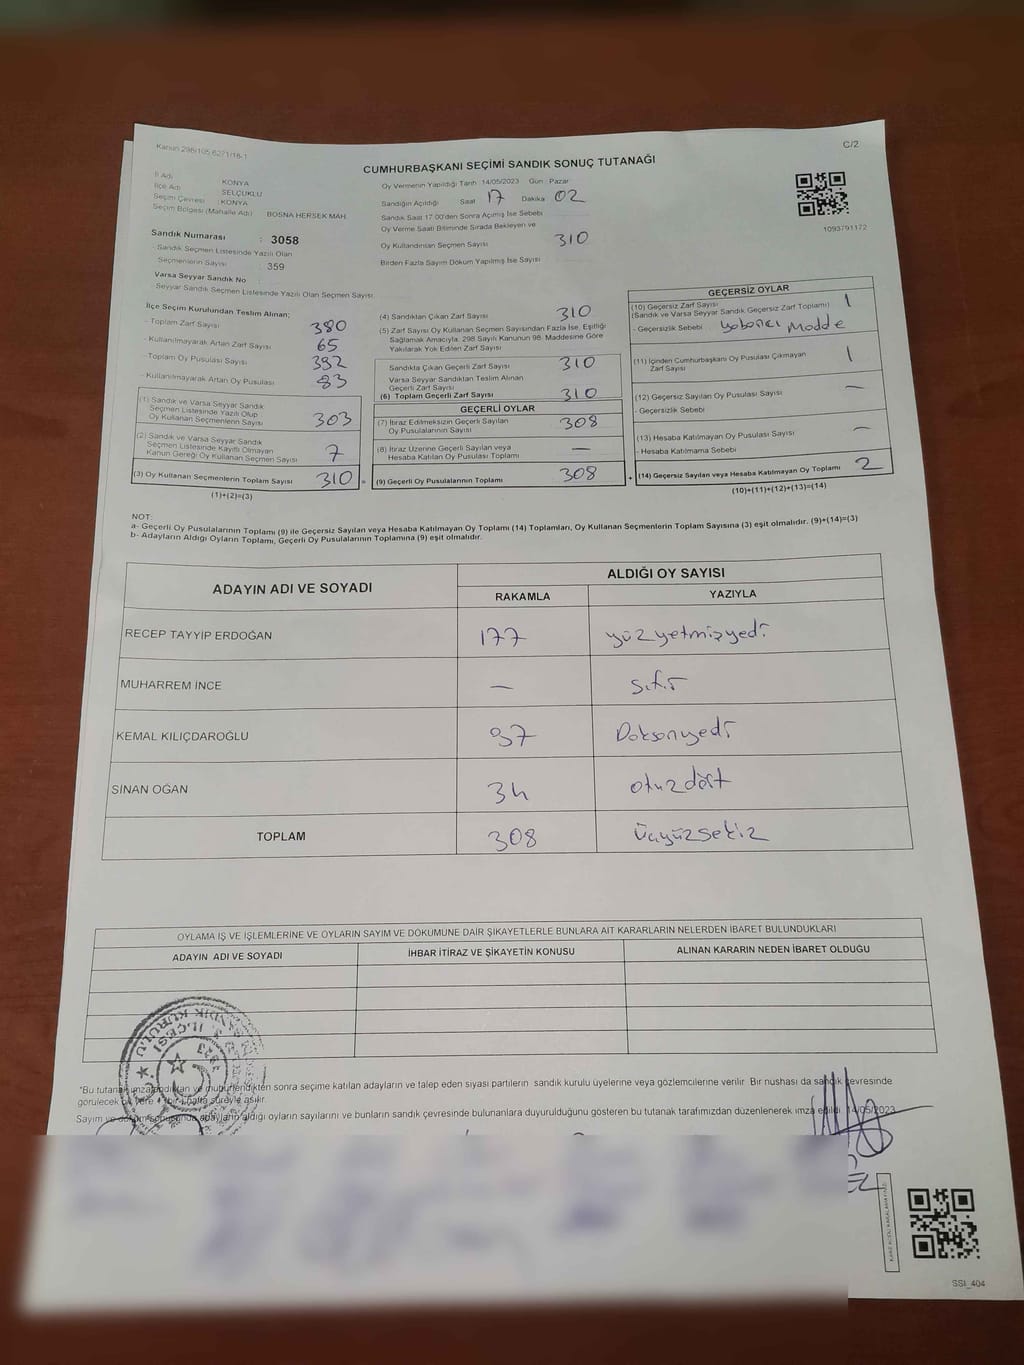 Kanun 298/105,6271/18-1
C/2
CUMHURBAŞKANI SEÇİMİ SANDIK SONUÇ TUTANAĞI
İl Adı : KONYA
İlçe Adı : SELÇUKLU
Seçim Çevresi : KONYA
Seçim Bölgesi (Mahalle Adı) BOSNA HERSEK MAH.
Sandık Numarası : 3058
- Sandık Seçmen Listesinde Yazılı Olan
Seçmenlerin Sayısı : 359
Varsa Seyyar Sandık No
Seyyar Sandık Seçmen Listesinde Yazılı Olan Seçmen Sayısı
Oy Vermenin Yapıldığı Tarih :14/05/2023 Gün : Pazar
Sandığın Açıldığı Saat 17 Dakika 02
Sandık Saat 17.00'den Sonra Açımış İse Sebebi
Oy Verme Saati Bitiminde Sırada Bekleyen ve
Oy Kullandırılan Seçmen Sayısı 310
Birden Fazla Sayım Döküm Yapılmış İse Sayısı
1093791172
İlçe Seçim Kurulundan Teslim Alınan;
- Toplam Zarf Sayısı 380
- Kullanılmayarak Artan Zarf Sayısı 65
- Toplam Oy Pusulası Sayısı 392
- Kullanılmayarak Artan Oy Pusulası 83
(1) Sandık ve Varsa Seyyar Sandık
Seçmen Listesinde Yazılı Olup
Oy Kullanan Seçmenlerin Sayısı 303
(2) Sandık ve Varsa Seyyar Sandık
Seçmen Listesinde Kayıtlı Olmayan
Kanun Gereği Oy Kullanan Seçmen Sayısı 7
(3) Oy Kullanan Seçmenlerin Toplam Sayısı 310 =
(1)+(2)=(3)
(4) Sandıktan Çıkan Zarf Sayısı 310
(5) Zarf Sayısı Oy Kullanan Seçmen Sayısından Fazla İse, Eşitliği
Sağlamak Amacıyla; 298 Sayılı Kanunun 98. Maddesine Göre
Yakılarak Yok Edilen Zarf Sayısı
Sandıkta Çıkan Geçerli Zarf Sayısı 310
Varsa Seyyar Sandıktan Teslim Alınan
Geçerli Zarf Sayısı
(6) Toplam Geçerli Zarf Sayısı 310
GEÇERLİ OYLAR
(7) İtiraz Edilmeksizin Geçerli Sayılan
Oy Pusulalarının Sayısı 308
(8) İtiraz Üzerine Geçerli Sayılan veya
Hesaba Katılan Oy Pusulası Toplamı —
(9) Geçerli Oy Pusulalarının Toplamı 308 +
GEÇERSİZ OYLAR
(10) Geçersiz Zarf Sayısı 1
(Sandık ve Varsa Seyyar Sandık Geçersiz Zarf Toplamı)
- Geçersizlik Sebebi yabancı Madde
(11) İçinden Cumhurbaşkanı Oy Pusulası Çıkmayan
Zarf Sayısı 1
(12) Geçersiz Sayılan Oy Pusulası Sayısı —
- Geçersizlik Sebebi
(13) Hesaba Katılmayan Oy Pusulası Sayısı —
- Hesaba Katılmama Sebebi
(14) Geçersiz Sayılan veya Hesaba Katılmayan Oy Toplamı 2
(10)+(11)+(12)+(13)=(14)
NOT:
a- Geçerli Oy Pusulalarının Toplamı (9) ile Geçersiz Sayılan veya Hesaba Katılmayan Oy Toplamı (14) Toplamları, Oy Kullanan Seçmenlerin Toplam Sayısına (3) eşit olmalıdır. (9)+(14)=(3)
b- Adayların Aldığı Oyların Toplamı, Geçerli Oy Pusulalarının Toplamına (9) eşit olmalıdır.
ADAYIN ADI VE SOYADI ALDIĞI OY SAYISI
RAKAMLA YAZIYLA
RECEP TAYYİP ERDOĞAN 177 yüzyetmişyedi
MUHARREM İNCE — sıfır
KEMAL KILIÇDAROĞLU 97 Doksanyedi
SİNAN OĞAN 34 otuzdört
TOPLAM 308 üçyüzsekiz
OYLAMA İŞ VE İŞLEMLERİNE VE OYLARIN SAYIM VE DÖKÜMÜNE DAİR ŞİKAYETLERLE BUNLARA AİT KARARLARIN NELERDEN İBARET BULUNDUKLARI
ADAYIN ADI VE SOYADI İHBAR İTİRAZ VE ŞİKAYETİN KONUSU ALINAN KARARIN NEDEN İBARET OLDUĞU
*Bu tutanak imzalandıktan ve mühürlendikten sonra seçime katılan adayların ve talep eden siyasi partilerin sandık kurulu üyelerine veya gözlemcilerine verilir. Bir nüshası da sandık çevresinde
görülecek bir yere 1 bir hafta süreyle asılır.
Sayım ve döküm sonucunda adayların aldığı oyların sayılarını ve bunların sandık çevresinde bulunanlara duyurulduğunu gösteren bu tutanak tarafımızdan düzenlenerek imza edildi. 14/05/2023
SSI_404